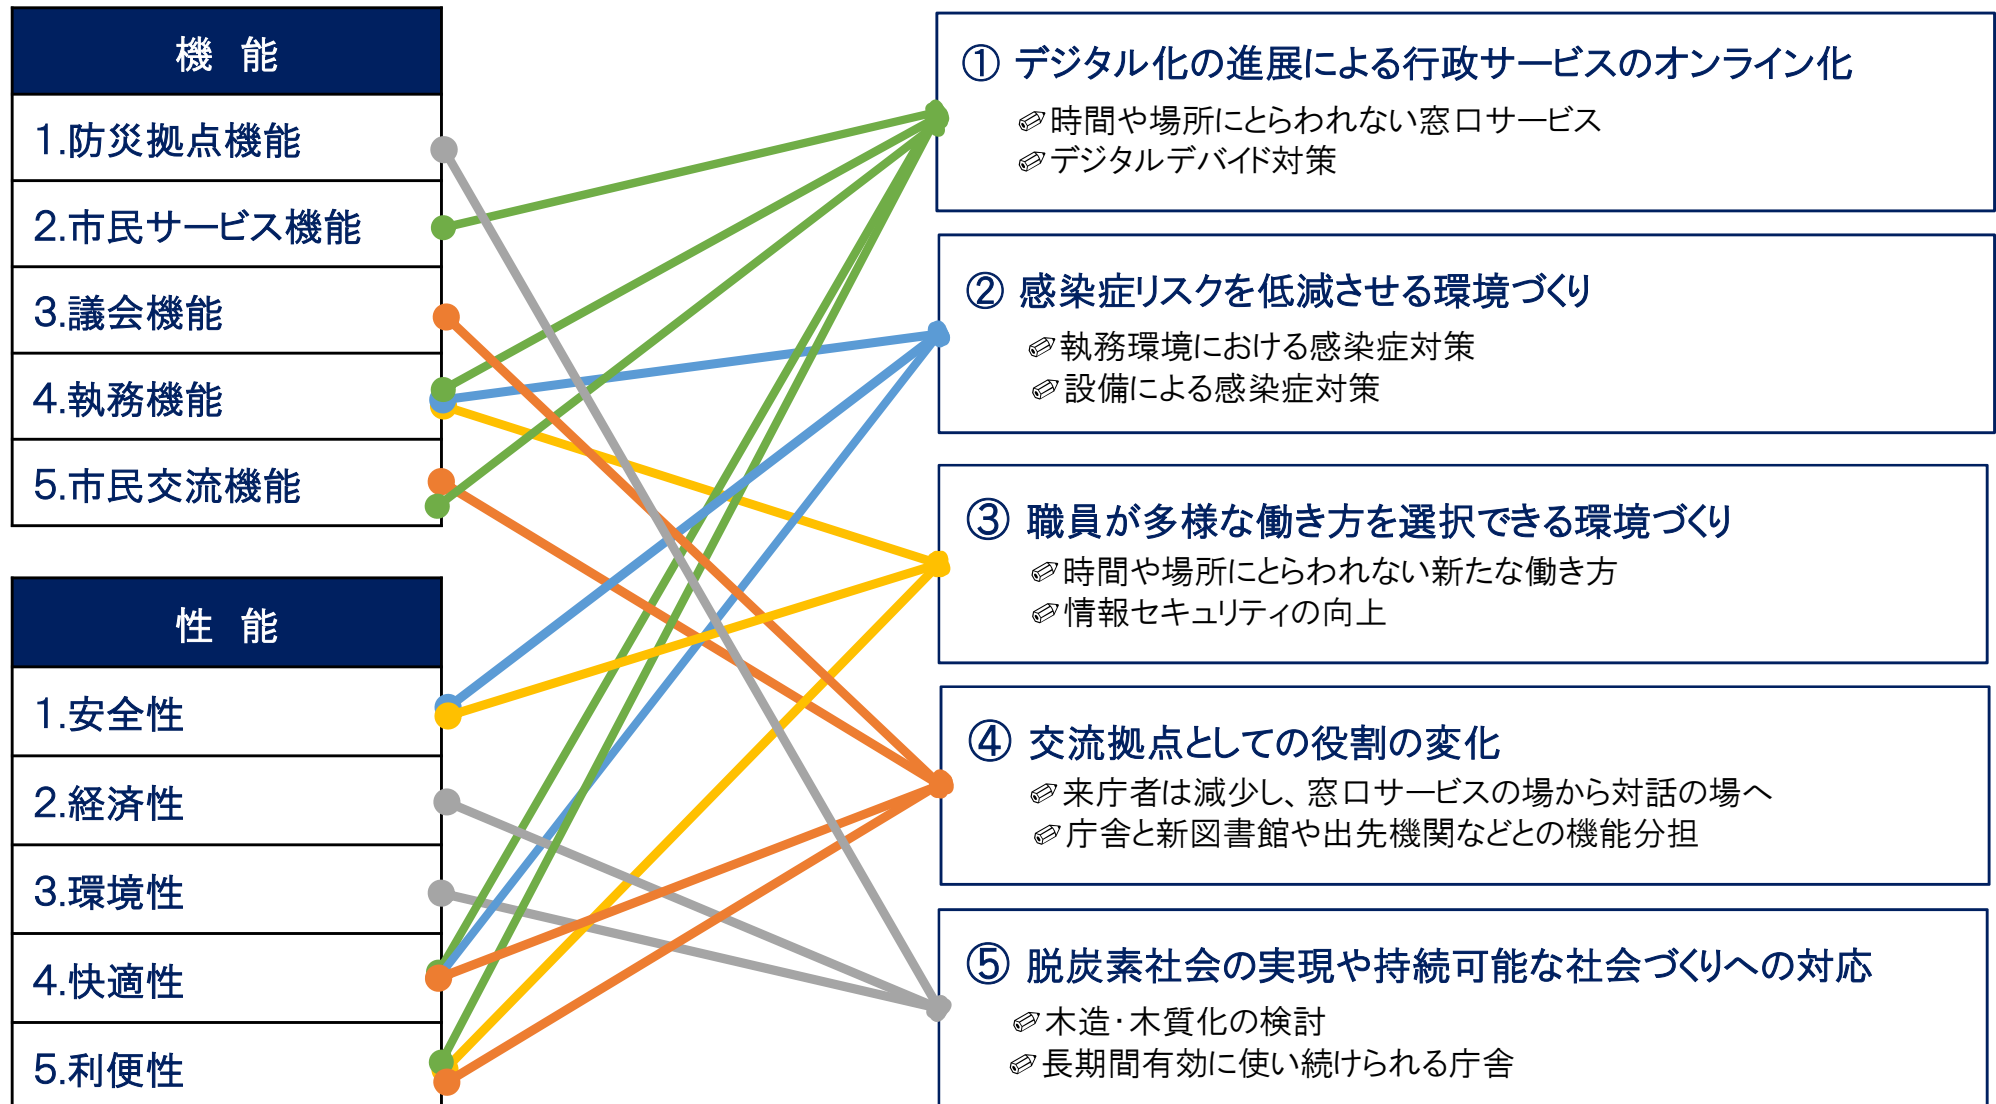 機 能
1.防災拠点機能
2.市民サービス機能
3.議会機能
4.執務機能
5.市民交流機能
性 能
1.安全性
2.経済性
3.環境性
4.快適性
5.利便性
① デジタル化の進展による行政サービスのオンライン化
時間や場所にとらわれない窓口サービス
デジタルデバイド対策
② 感染症リスクを低減させる環境づくり
執務環境における感染症対策
設備による感染症対策
③ 職員が多様な働き方を選択できる環境づくり
時間や場所にとらわれない新たな働き方
情報セキュリティの向上
④ 交流拠点としての役割の変化
来庁者は減少し、窓口サービスの場から対話の場へ
庁舎と新図書館や出先機関などとの機能分担
⑤ 脱炭素社会の実現や持続可能な社会づくりへの対応
木造・木質化の検討
長期間有効に使い続けられる庁舎